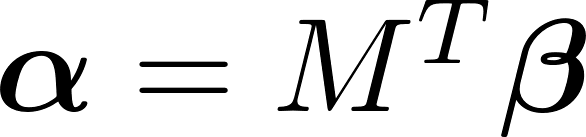 𝜶 = M^T 𝜷